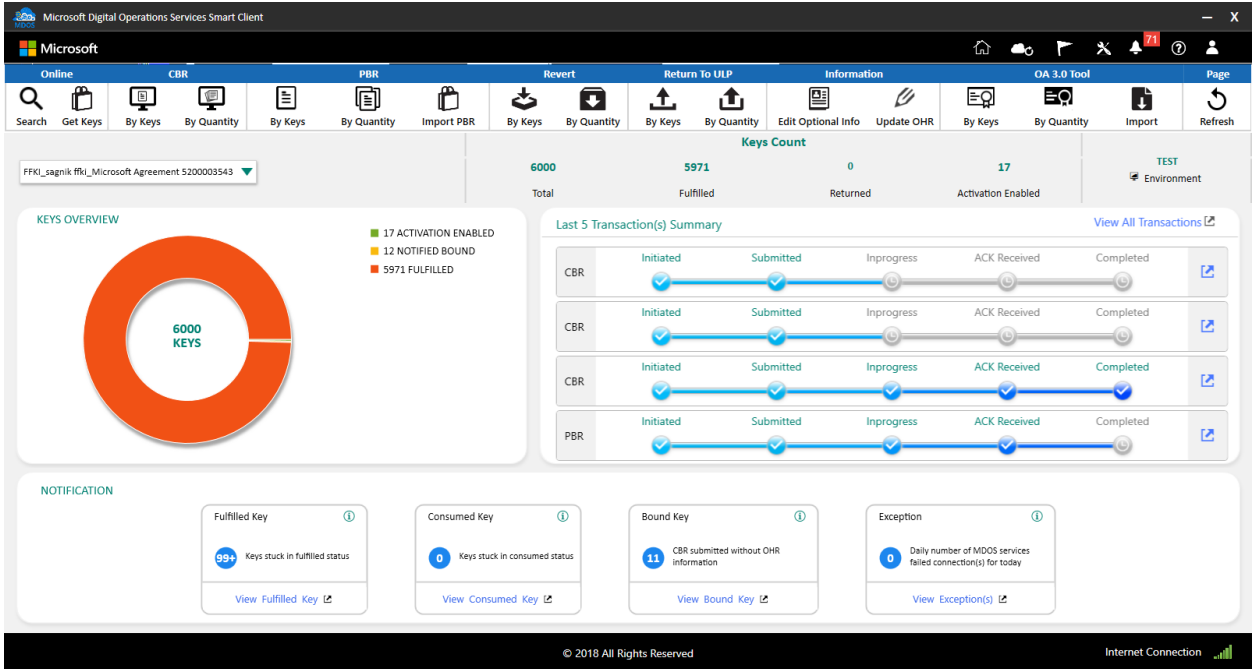 MDOS
Microsoft Digital Operations Services Smart Client
Microsoft
71
Online CBR PBR Revert Return To ULP Information OA 3.0 Tool Page
Search Get Keys By Keys By Quantity By Keys By Quantity Import PBR By Keys By Quantity By Keys By Quantity Edit Optional Info Update OHR By Keys By Quantity Import Refresh
Keys Count
FFKI_sagnik ffki_Microsoft Agreement 5200003543
6000 5971 0 17
Total Fulfilled Returned Activation Enabled
TEST
Environment
KEYS OVERVIEW
17 ACTIVATION ENABLED
12 NOTIFIED BOUND
5971 FULFILLED
6000
KEYS
Last 5 Transaction(s) Summary
View All Transactions
CBR Initiated Submitted Inprogress ACK Received Completed
CBR Initiated Submitted Inprogress ACK Received Completed
CBR Initiated Submitted Inprogress ACK Received Completed
PBR Initiated Submitted Inprogress ACK Received Completed
NOTIFICATION
Fulfilled Key
99+ Keys stuck in fulfilled status
View Fulfilled Key
Consumed Key
0 Keys stuck in consumed status
View Consumed Key
Bound Key
11 CBR submitted without OHR
information
View Bound Key
Exception
0 Daily number of MDOS services
failed connection(s) for today
View Exception(s)
© 2018 All Rights Reserved
Internet Connection